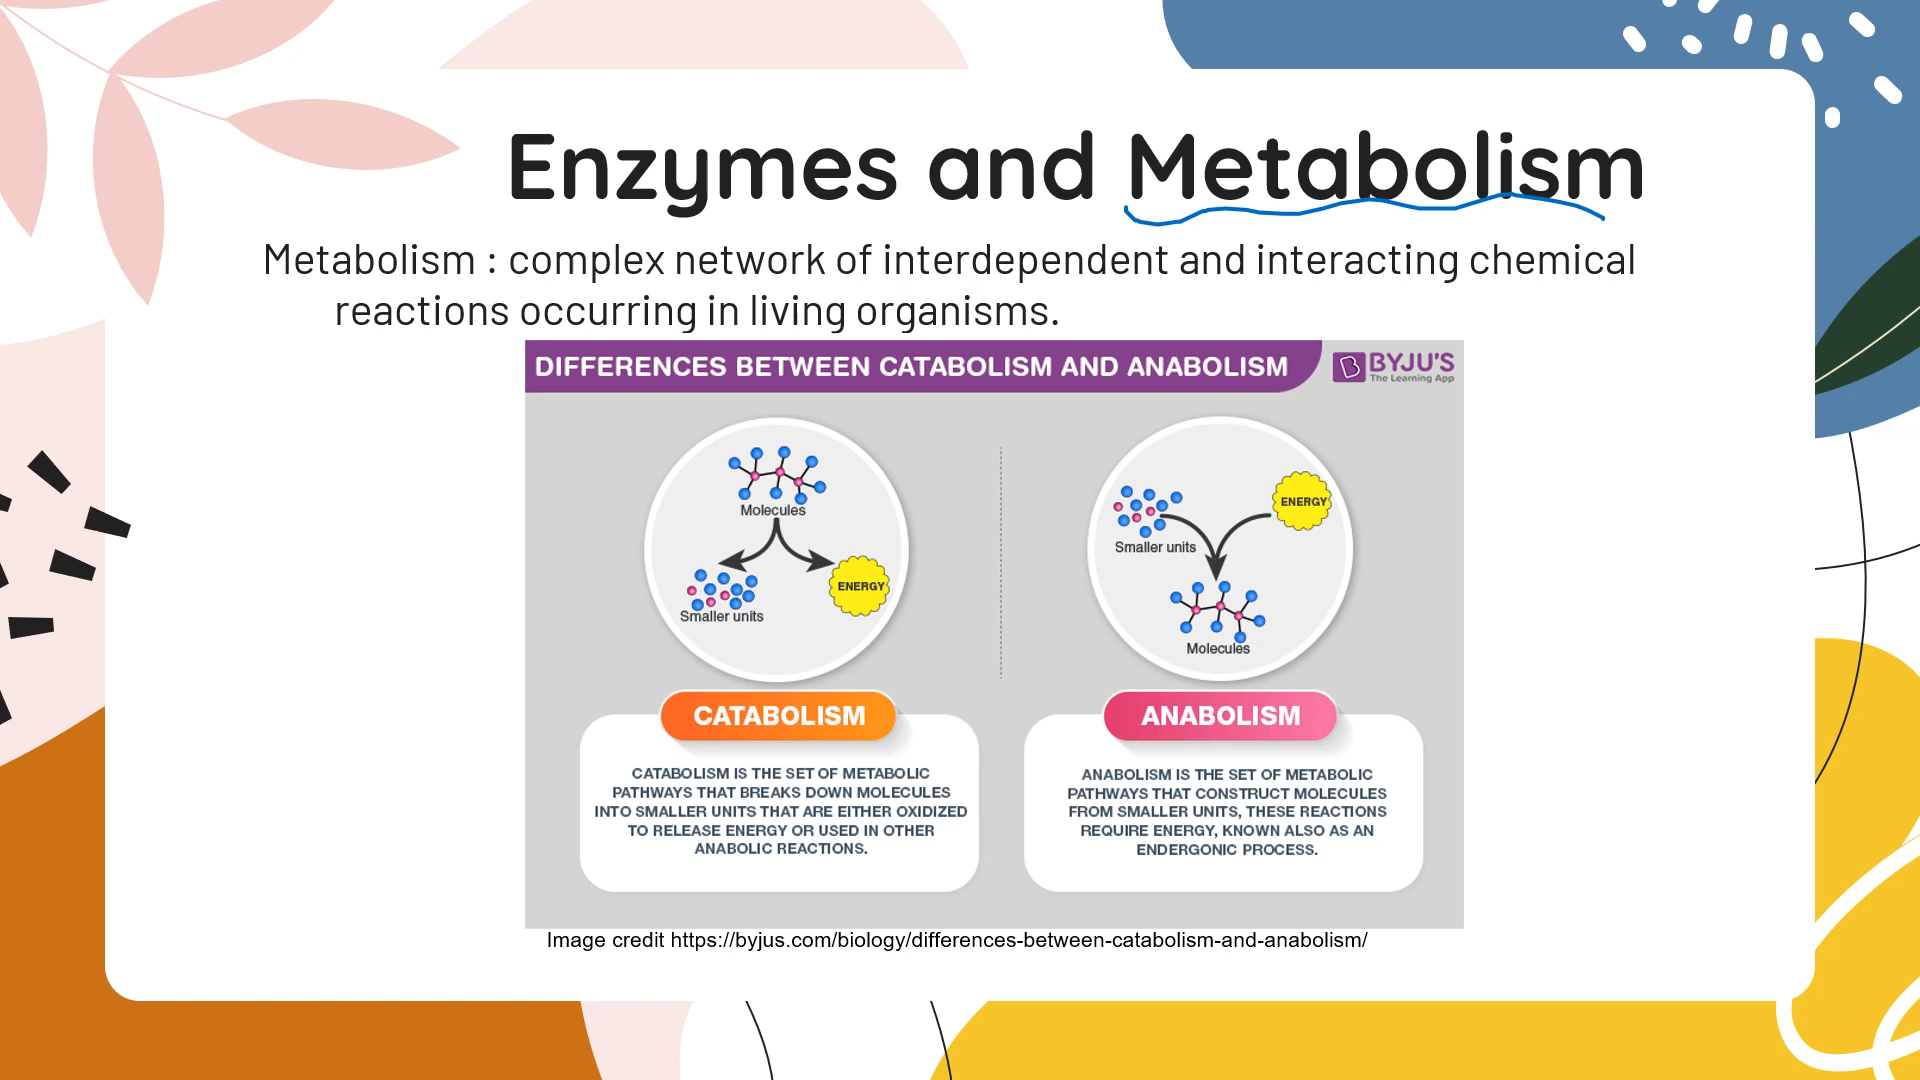 Enzymes and Metabolism
Metabolism : complex network of interdependent and interacting chemical
reactions occurring in living organisms.
DIFFERENCES BETWEEN CATABOLISM AND ANABOLISM
BYJU'S
The Learning App
Molecules
Smaller units
ENERGY
CATABOLISM
CATABOLISM IS THE SET OF METABOLIC
PATHWAYS THAT BREAKS DOWN MOLECULES
INTO SMALLER UNITS THAT ARE EITHER OXIDIZED
TO RELEASE ENERGY OR USED IN OTHER
ANABOLIC REACTIONS.
Smaller units
ENERGY
Molecules
ANABOLISM
ANABOLISM IS THE SET OF METABOLIC
PATHWAYS THAT CONSTRUCT MOLECULES
FROM SMALLER UNITS, THESE REACTIONS
REQUIRE ENERGY, KNOWN ALSO AS AN
ENDERGONIC PROCESS.
Image credit https://byjus.com/biology/differences-between-catabolism-and-anabolism/